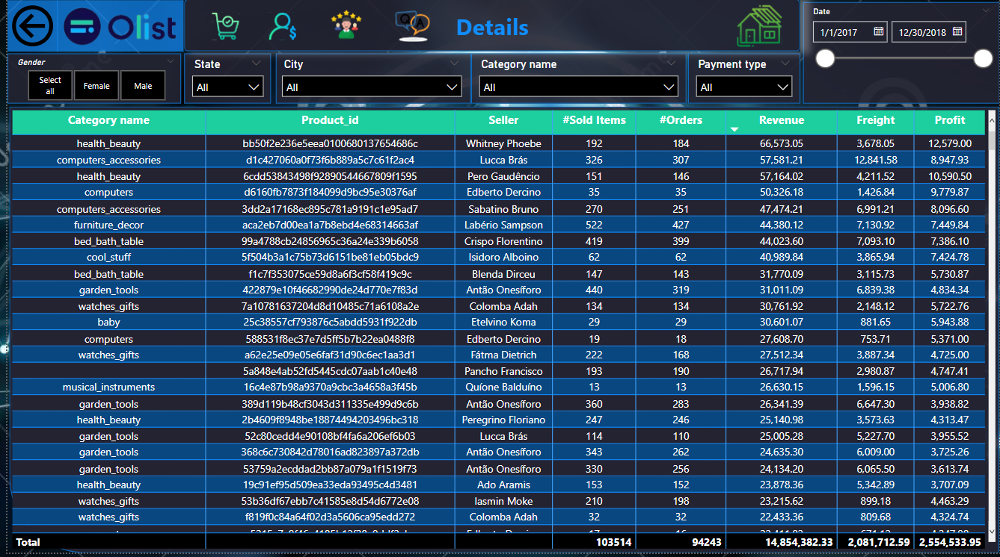 Olist
Q A
Details
Date
1/1/2017 12/30/2018
Gender
Select all Female Male
State
All
City
All
Category name
All
Payment type
All
Category name Product_id Seller #Sold Items #Orders Revenue Freight Profit
health_beauty bb50f2e236e5eea0100680137654686c Whitney Phoebe 192 184 66,573.05 3,678.05 12,579.00
computers_accessories d1c427060a0f73f6b889a5c7c61f2ac4 Lucca Brás 326 307 57,581.21 12,841.58 8,947.93
health_beauty 6cdd53843498f92890544667809f1595 Pero Gaudêncio 151 146 57,164.02 4,211.52 10,590.50
computers d6160fb7873f184099d9bc95e30376af Edberto Dercino 35 35 50,326.18 1,426.84 9,779.87
computers_accessories 3dd2a17168ec895c781a9191c1e95ad7 Sabatino Bruno 270 251 47,474.21 6,991.21 8,096.60
furniture_decor aca2eb7d00ea1a7b8ebd4e68314663af Labério Sampson 522 427 44,380.12 7,130.92 7,449.84
bed_bath_table 99a4788cb24856965c36a24e339b6058 Crispo Florentino 419 399 44,023.60 7,093.10 7,386.10
cool_stuff 5f504b3a1c75b73d6151be81eb05bdc9 Isidoro Alboino 62 62 40,989.84 3,865.94 7,424.78
bed_bath_table f1c7f353075ce59d8a6f3cf58f419c9c Blenda Dirceu 147 143 31,770.09 3,115.73 5,730.87
garden_tools 422879e10f46682990de24d770e7f83d Antão Onesíforo 440 319 31,011.09 6,839.38 4,834.34
watches_gifts 7a10781637204d8d10485c71a6108a2e Colomba Adah 134 134 30,761.92 2,148.12 5,722.76
baby 25c38557cf793876c5abdd5931f922db Etelvino Koma 29 29 30,601.07 881.65 5,943.88
computers 588531f8ec37e7d5ff5b7b22ea0488f8 Edberto Dercino 19 18 27,608.70 753.71 5,371.00
watches_gifts a62e25e09e05e6faf31d90c6ec1aa3d1 Fátma Dietrich 222 168 27,512.34 3,887.34 4,725.00
5a848e4ab52fd5445cdc07aab1c40e48 Pancho Francisco 193 190 26,717.94 2,980.87 4,747.41
musical_instruments 16c4e87b98a9370a9cbc3a4658a3f45b Quíone Balduíno 13 13 26,630.15 1,596.15 5,006.80
garden_tools 389d119b48cf3043d311335e499d9c6b Antão Onesíforo 360 283 26,341.39 6,647.30 3,938.82
health_beauty 2b4609f8948be18874494203496bc318 Peregrino Floriano 247 246 25,140.98 3,573.63 4,313.47
garden_tools 52c80cedd4e90108bf4fa6a206ef6b03 Lucca Brás 114 110 25,005.28 5,227.70 3,955.52
garden_tools 368c6c730842d78016ad823897a372db Antão Onesíforo 343 262 24,635.30 6,009.00 3,725.26
garden_tools 53759a2ecddad2bb87a079a1f1519f73 Antão Onesíforo 330 256 24,134.20 6,065.50 3,613.74
health_beauty 19c91ef95d509ea33eda93495c4d3481 Ado Aramis 153 152 23,878.36 5,342.89 3,707.09
watches_gifts 53b36df67ebb7c41585e8d54d6772e08 Iasmin Moke 210 198 23,215.62 899.18 4,463.29
watches_gifts f819f0c84a64f02d3a5606ca95edd272 Colomba Adah 32 32 22,433.36 809.68 4,324.74
Total 103514 94243 14,854,382.33 2,081,712.59 2,554,533.95